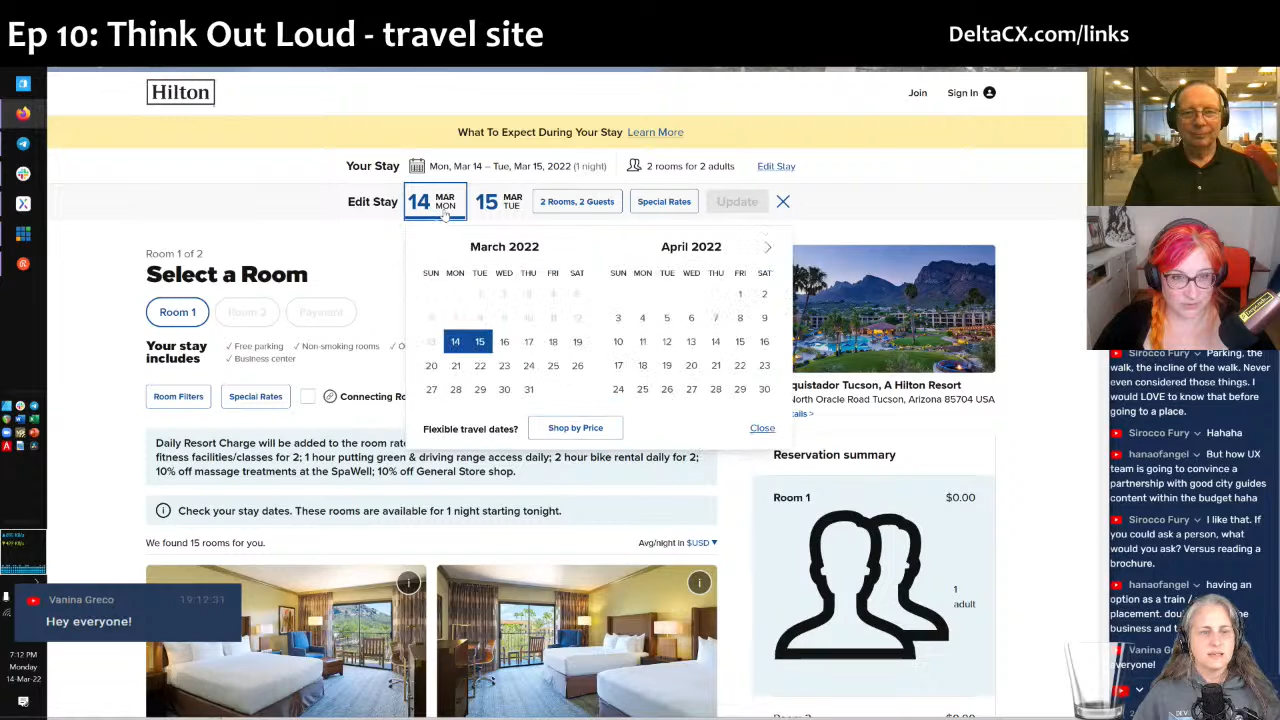 Ep 10: Think Out Loud - travel site
DeltaCX.com/links
Hilton
Join
Sign In
What To Expect During Your Stay Learn More
Your Stay
Mon, Mar 14 – Tue, Mar 15, 2022 (1 night)
2 rooms for 2 adults
Edit Stay
Edit Stay
14 MAR MON
15 MAR TUE
2 Rooms, 2 Guests
Special Rates
Update
Room 1 of 2
Select a Room
Room 1
Room 2
Payment
Your stay includes
✓ Free parking ✓ Non-smoking rooms ✓
✓ Business center
Room Filters
Special Rates
Connecting Ro
March 2022
SUN MON TUE WED THU FRI SAT
13 14 15 16 17 18 19
20 21 22 23 24 25 26
27 28 29 30 31
April 2022
SUN MON TUE WED THU FRI SAT
1 2
3 4 5 6 7 8 9
10 11 12 13 14 15 16
17 18 19 20 21 22 23
24 25 26 27 28 29 30
Flexible travel dates?
Shop by Price
Close
quistador Tucson, A Hilton Resort
North Oracle Road Tucson, Arizona 85704 USA
ails >
Daily Resort Charge will be added to the room rate
fitness facilities/classes for 2; 1 hour putting green & driving range access daily; 2 hour bike rental daily for 2;
10% off massage treatments at the SpaWell; 10% off General Store shop.
Check your stay dates. These rooms are available for 1 night starting tonight.
We found 15 rooms for you.
Avg/night in $USD
Reservation summary
Room 1
$0.00
1
adult
$0.00
Vanina Greco
19:12:31
Hey everyone!
7:12 PM
Monday
14-Mar-22
Sirocco Fury Parking, the
walk, the incline of the walk. Never
even considered those things. I
would LOVE to know that before
going to a place.
Sirocco Fury Hahaha
hanaofangel But how UX
team is going to convince a
partnership with good city guides
content within the budget haha
Sirocco Fury I like that. If
you could ask a person, what
would you ask? Versus reading a
brochure.
hanaofangel having an
option as a train /
placement.
business and
Vanina
everyone!